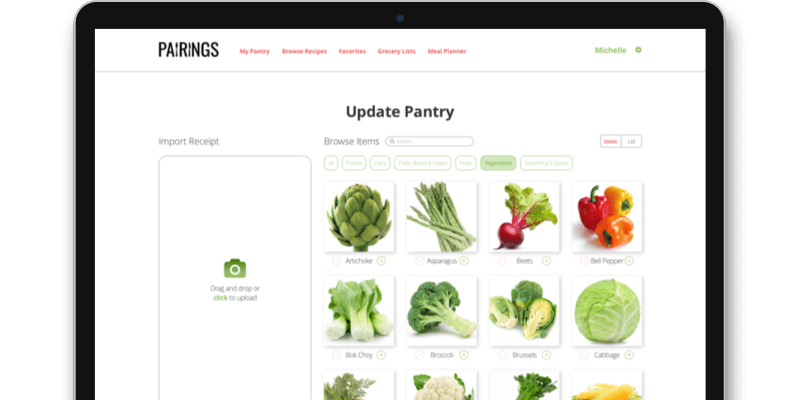 PAIRINGS My Pantry Browse Recipes Favorites Grocery Lists Meal Planner Michelle
Update Pantry
Import Receipt
Browse Items Search Icons List
All Protein Dairy Pasta, Bread & Grains Fruits Vegetables Seasoning & Spices
Drag and drop or
click to upload
Artichoke Asparagus Beets Bell Pepper
Bok Choy Broccoli Brussels Cabbage